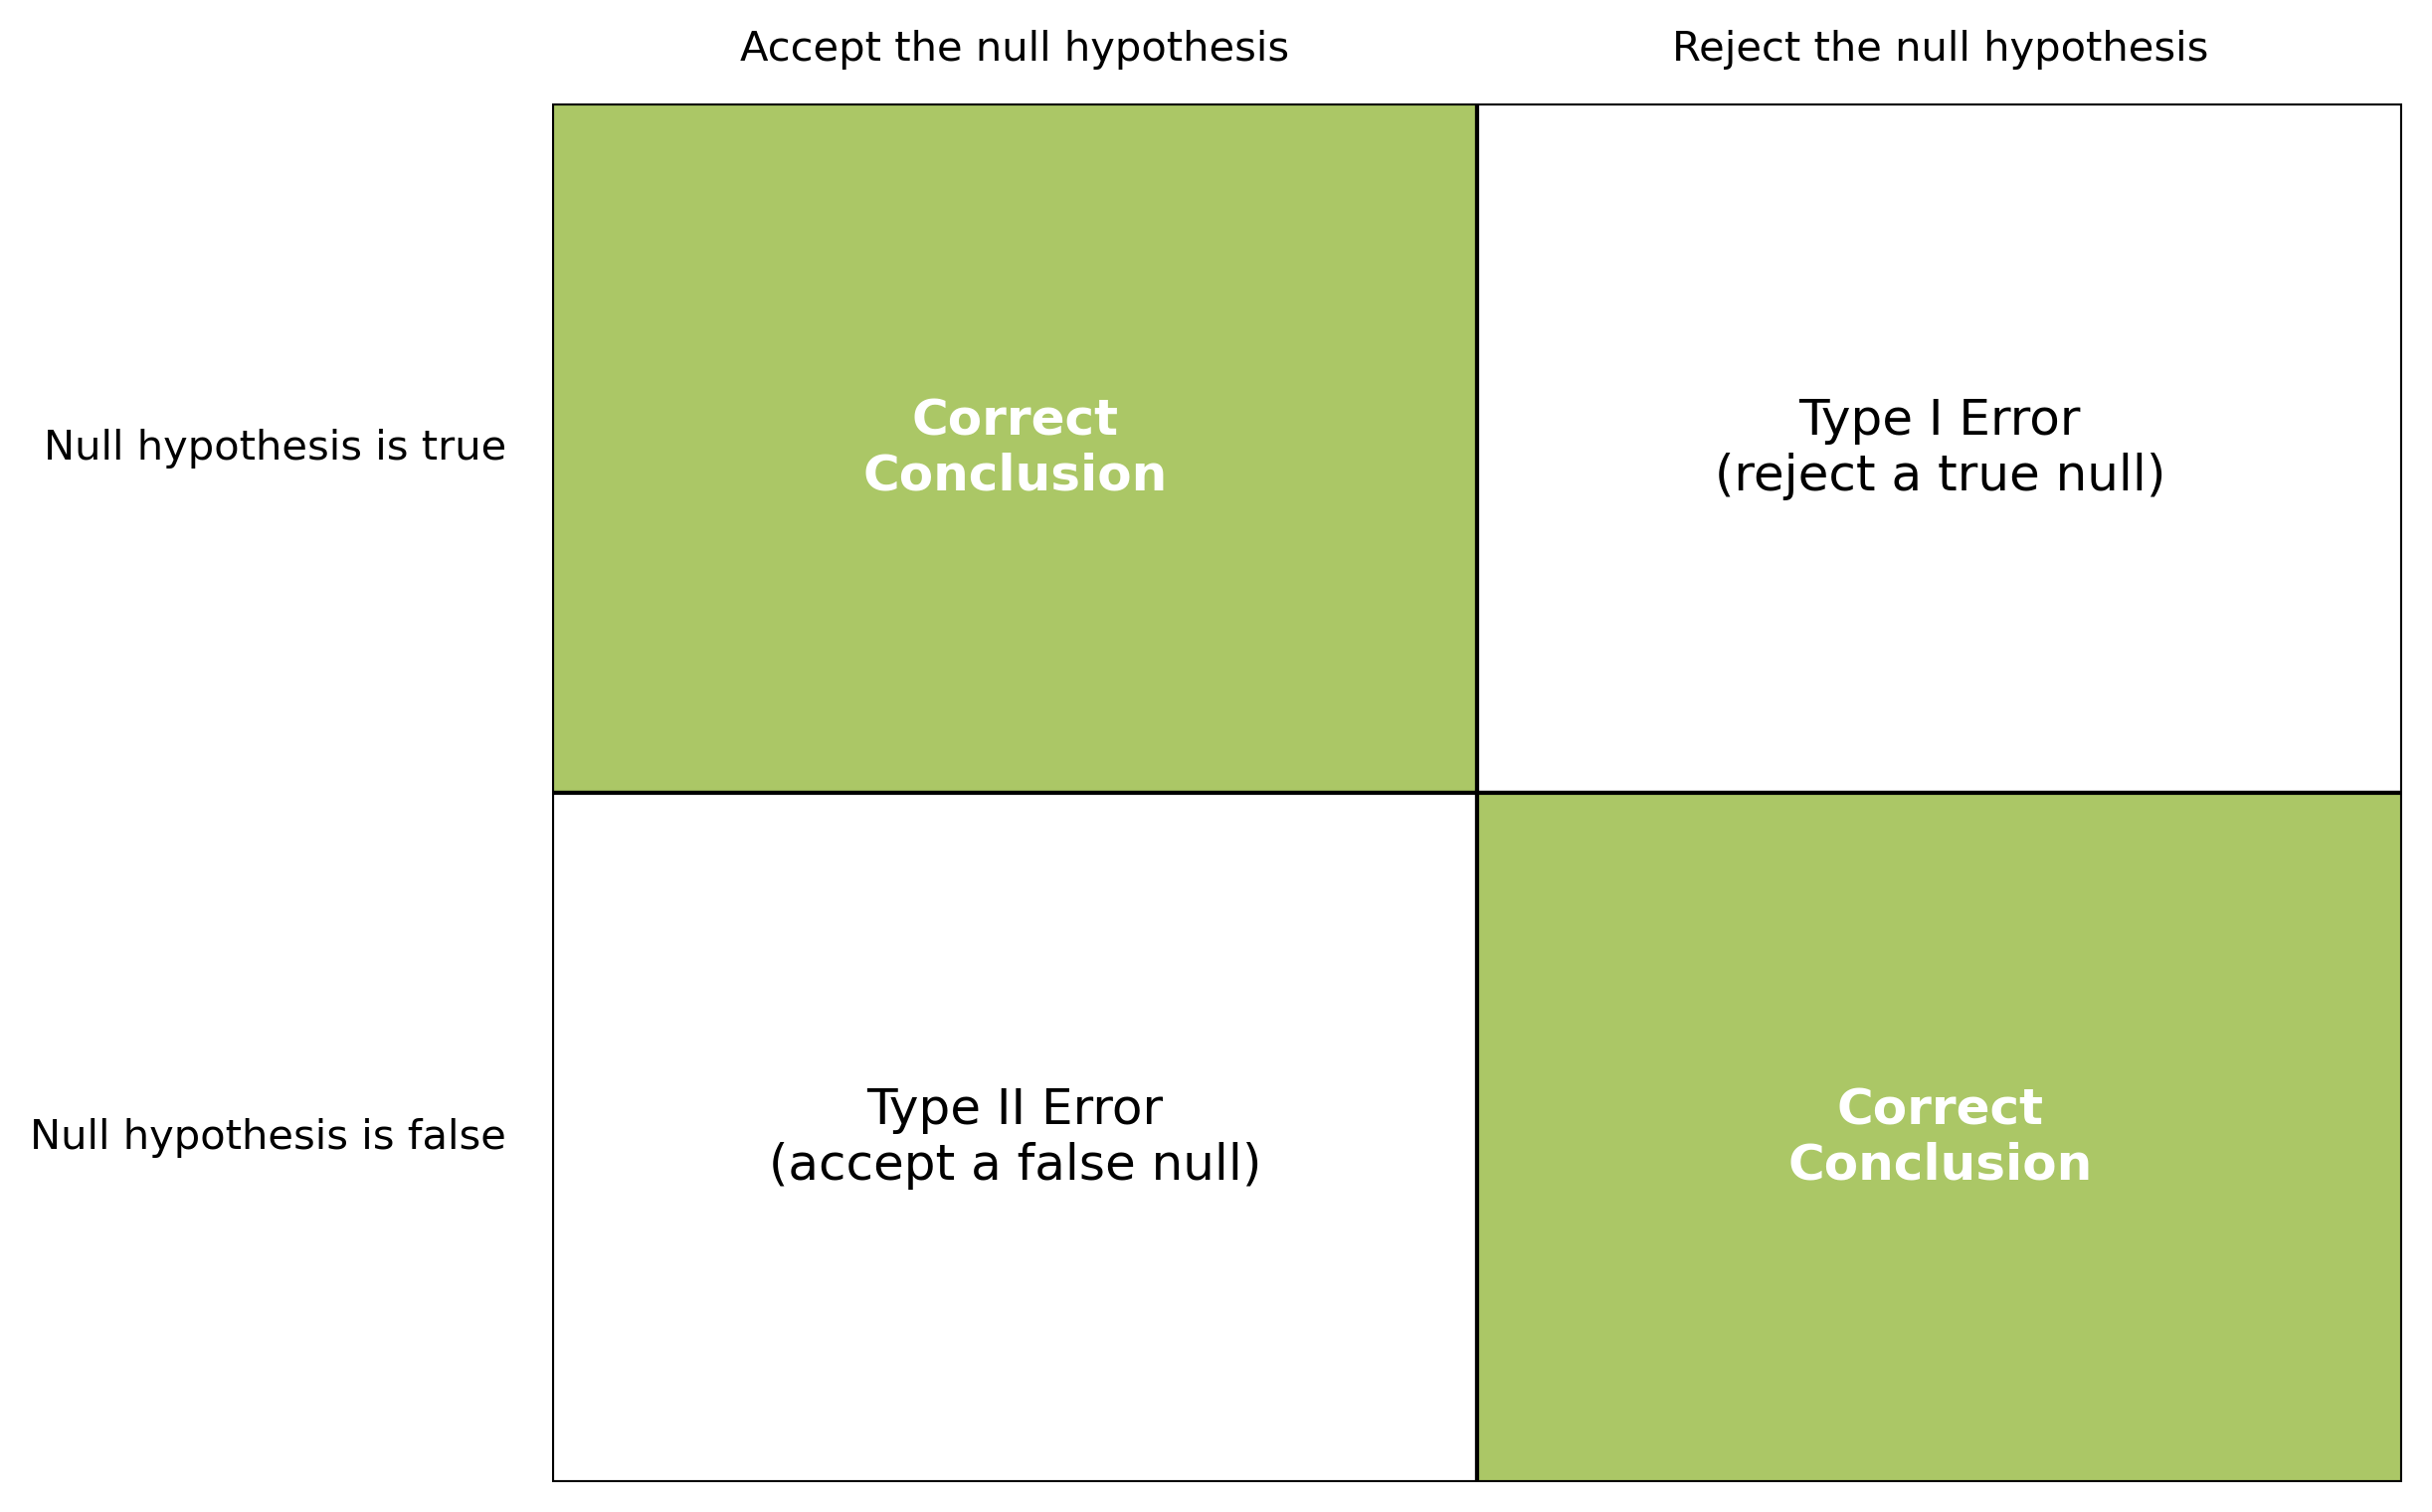 Accept the null hypothesis
Reject the null hypothesis
Null hypothesis is true
Correct
Conclusion
Type I Error
(reject a true null)
Null hypothesis is false
Type II Error
(accept a false null)
Correct
Conclusion